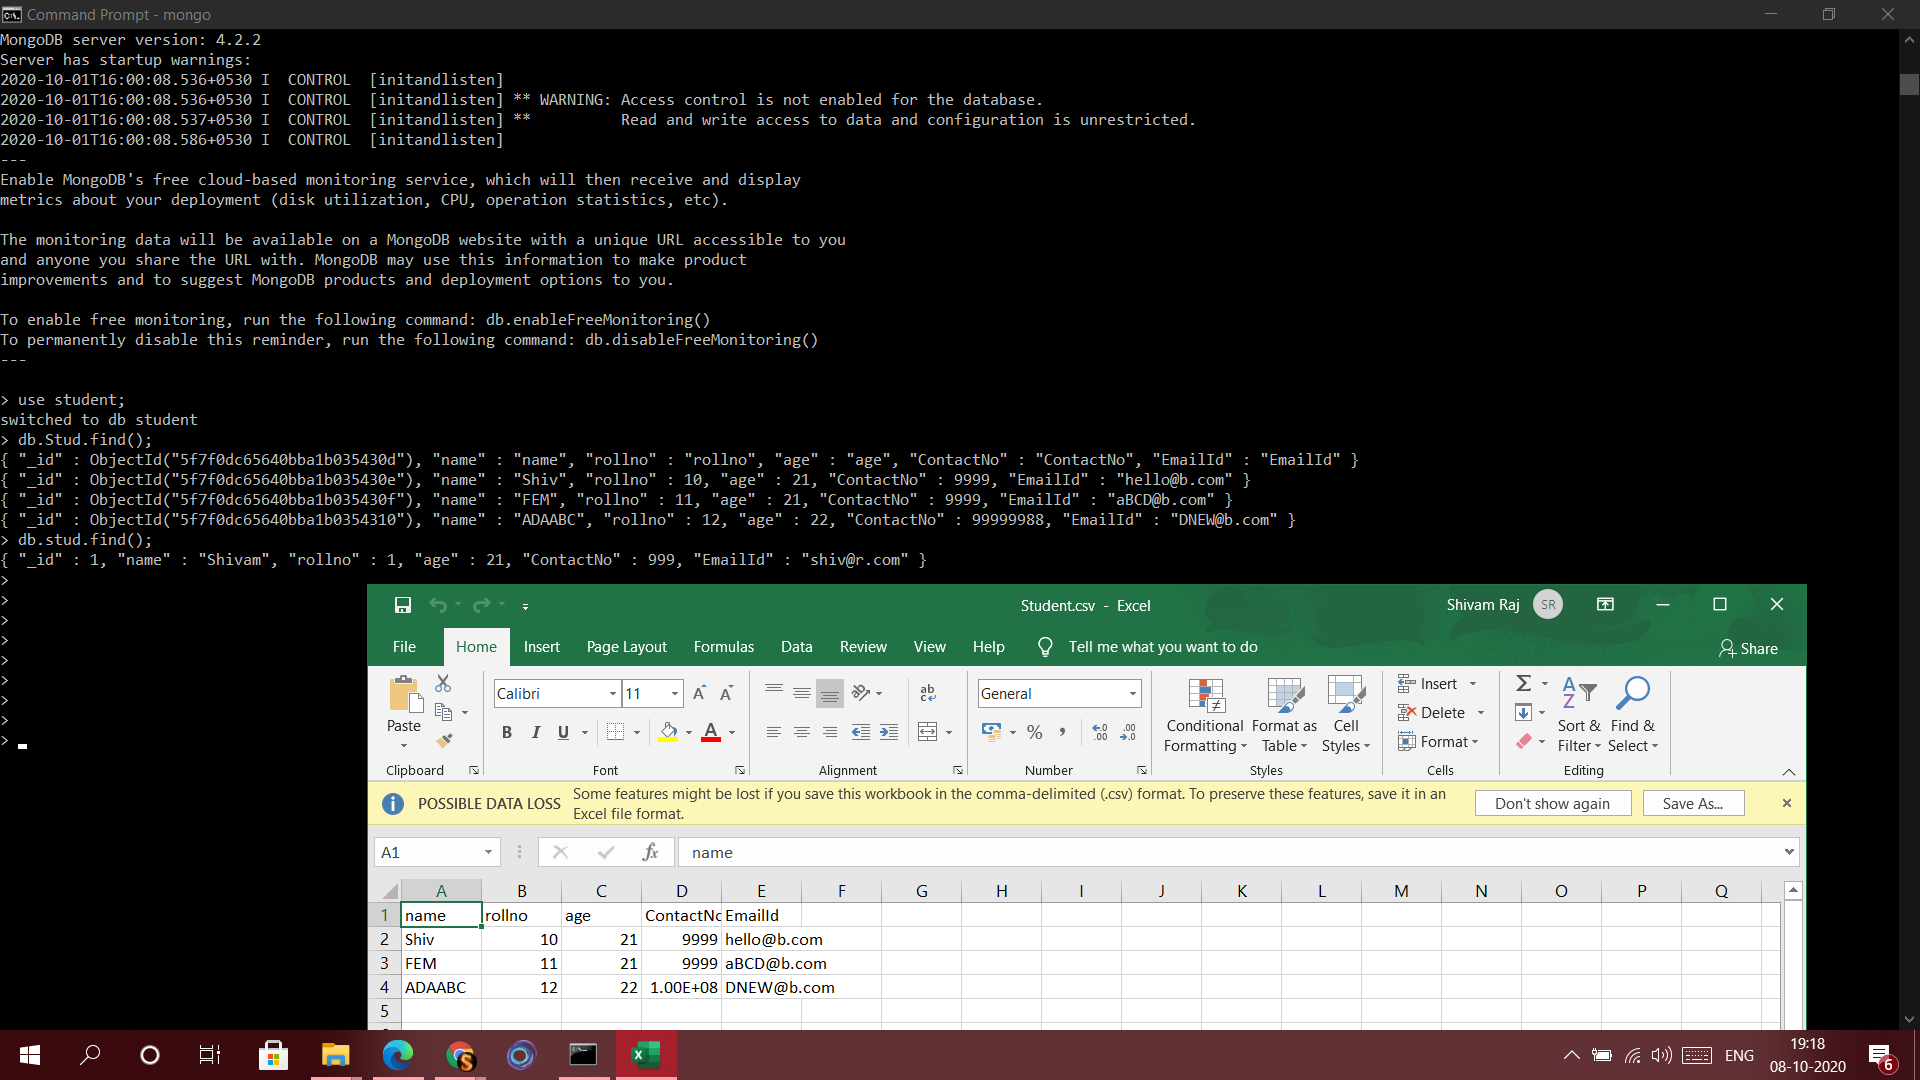 Command Prompt - mongo
MongoDB server version: 4.2.2
Server has startup warnings:
2020-10-01T16:00:08.536+0530 I  CONTROL  [initandlisten]
2020-10-01T16:00:08.536+0530 I  CONTROL  [initandlisten] ** WARNING: Access control is not enabled for the database.
2020-10-01T16:00:08.537+0530 I  CONTROL  [initandlisten] **          Read and write access to data and configuration is unrestricted.
2020-10-01T16:00:08.586+0530 I  CONTROL  [initandlisten]
---
Enable MongoDB's free cloud-based monitoring service, which will then receive and display
metrics about your deployment (disk utilization, CPU, operation statistics, etc).
The monitoring data will be available on a MongoDB website with a unique URL accessible to you
and anyone you share the URL with. MongoDB may use this information to make product
improvements and to suggest MongoDB products and deployment options to you.
To enable free monitoring, run the following command: db.enableFreeMonitoring()
To permanently disable this reminder, run the following command: db.disableFreeMonitoring()
---
> use student;
switched to db student
> db.Stud.find();
{ "_id" : ObjectId("5f7f0dc65640bba1b035430d"), "name" : "name", "rollno" : "rollno", "age" : "age", "ContactNo" : "ContactNo", "EmailId" : "EmailId" }
{ "_id" : ObjectId("5f7f0dc65640bba1b035430e"), "name" : "Shiv", "rollno" : 10, "age" : 21, "ContactNo" : 9999, "EmailId" : "hello@b.com" }
{ "_id" : ObjectId("5f7f0dc65640bba1b035430f"), "name" : "FEM", "rollno" : 11, "age" : 21, "ContactNo" : 9999, "EmailId" : "aBCD@b.com" }
{ "_id" : ObjectId("5f7f0dc65640bba1b0354310"), "name" : "ADAABC", "rollno" : 12, "age" : 22, "ContactNo" : 99999988, "EmailId" : "DNEW@b.com" }
> db.stud.find();
{ "_id" : 1, "name" : "Shivam", "rollno" : 1, "age" : 21, "ContactNo" : 999, "EmailId" : "shiv@r.com" }
>
>
>
>
>
>
>
>
>
Student.csv - Excel
Shivam Raj SR
File Home Insert Page Layout Formulas Data Review View Help Tell me what you want to do Share
Paste
Clipboard
Calibri 11
B I U
Font
Alignment
General
Number
Conditional Formatting
Format as Table
Cell Styles
Styles
Insert
Delete
Format
Cells
Sort & Filter
Find & Select
Editing
POSSIBLE DATA LOSS Some features might be lost if you save this workbook in the comma-delimited (.csv) format. To preserve these features, save it in an
Excel file format.
Don't show again Save As...
A1 fx name
A B C D E F G H I J K L M N O P Q
1 name rollno age ContactNo EmailId
2 Shiv 10 21 9999 hello@b.com
3 FEM 11 21 9999 aBCD@b.com
4 ADAABC 12 22 1.00E+08 DNEW@b.com
5
ENG
19:18
08-10-2020
6